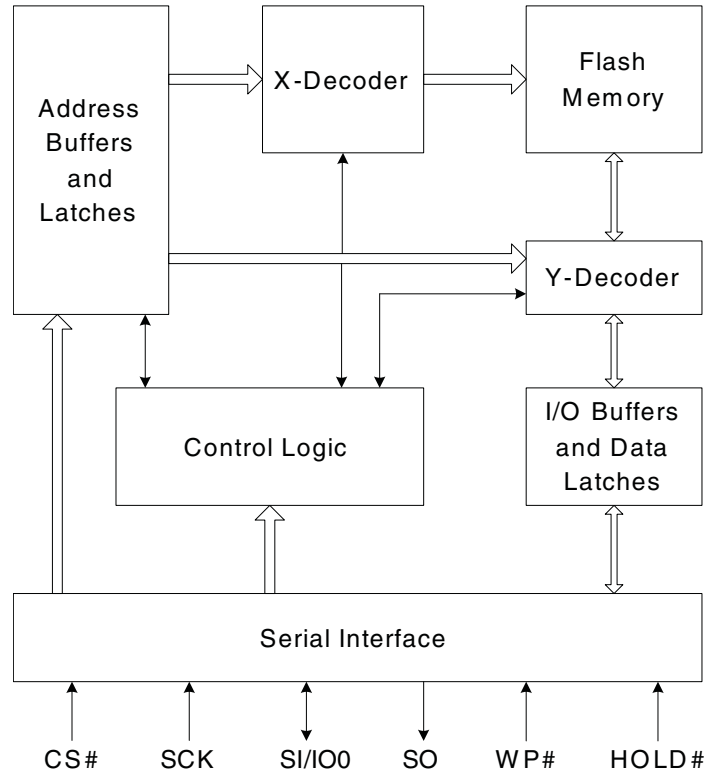 Address
Buffers
and
Latches
X-Decoder
Flash
Memory
Y-Decoder
Control Logic
I/O Buffers
and Data
Latches
Serial Interface
CS# SCK SI/IO0 SO WP# HOLD#